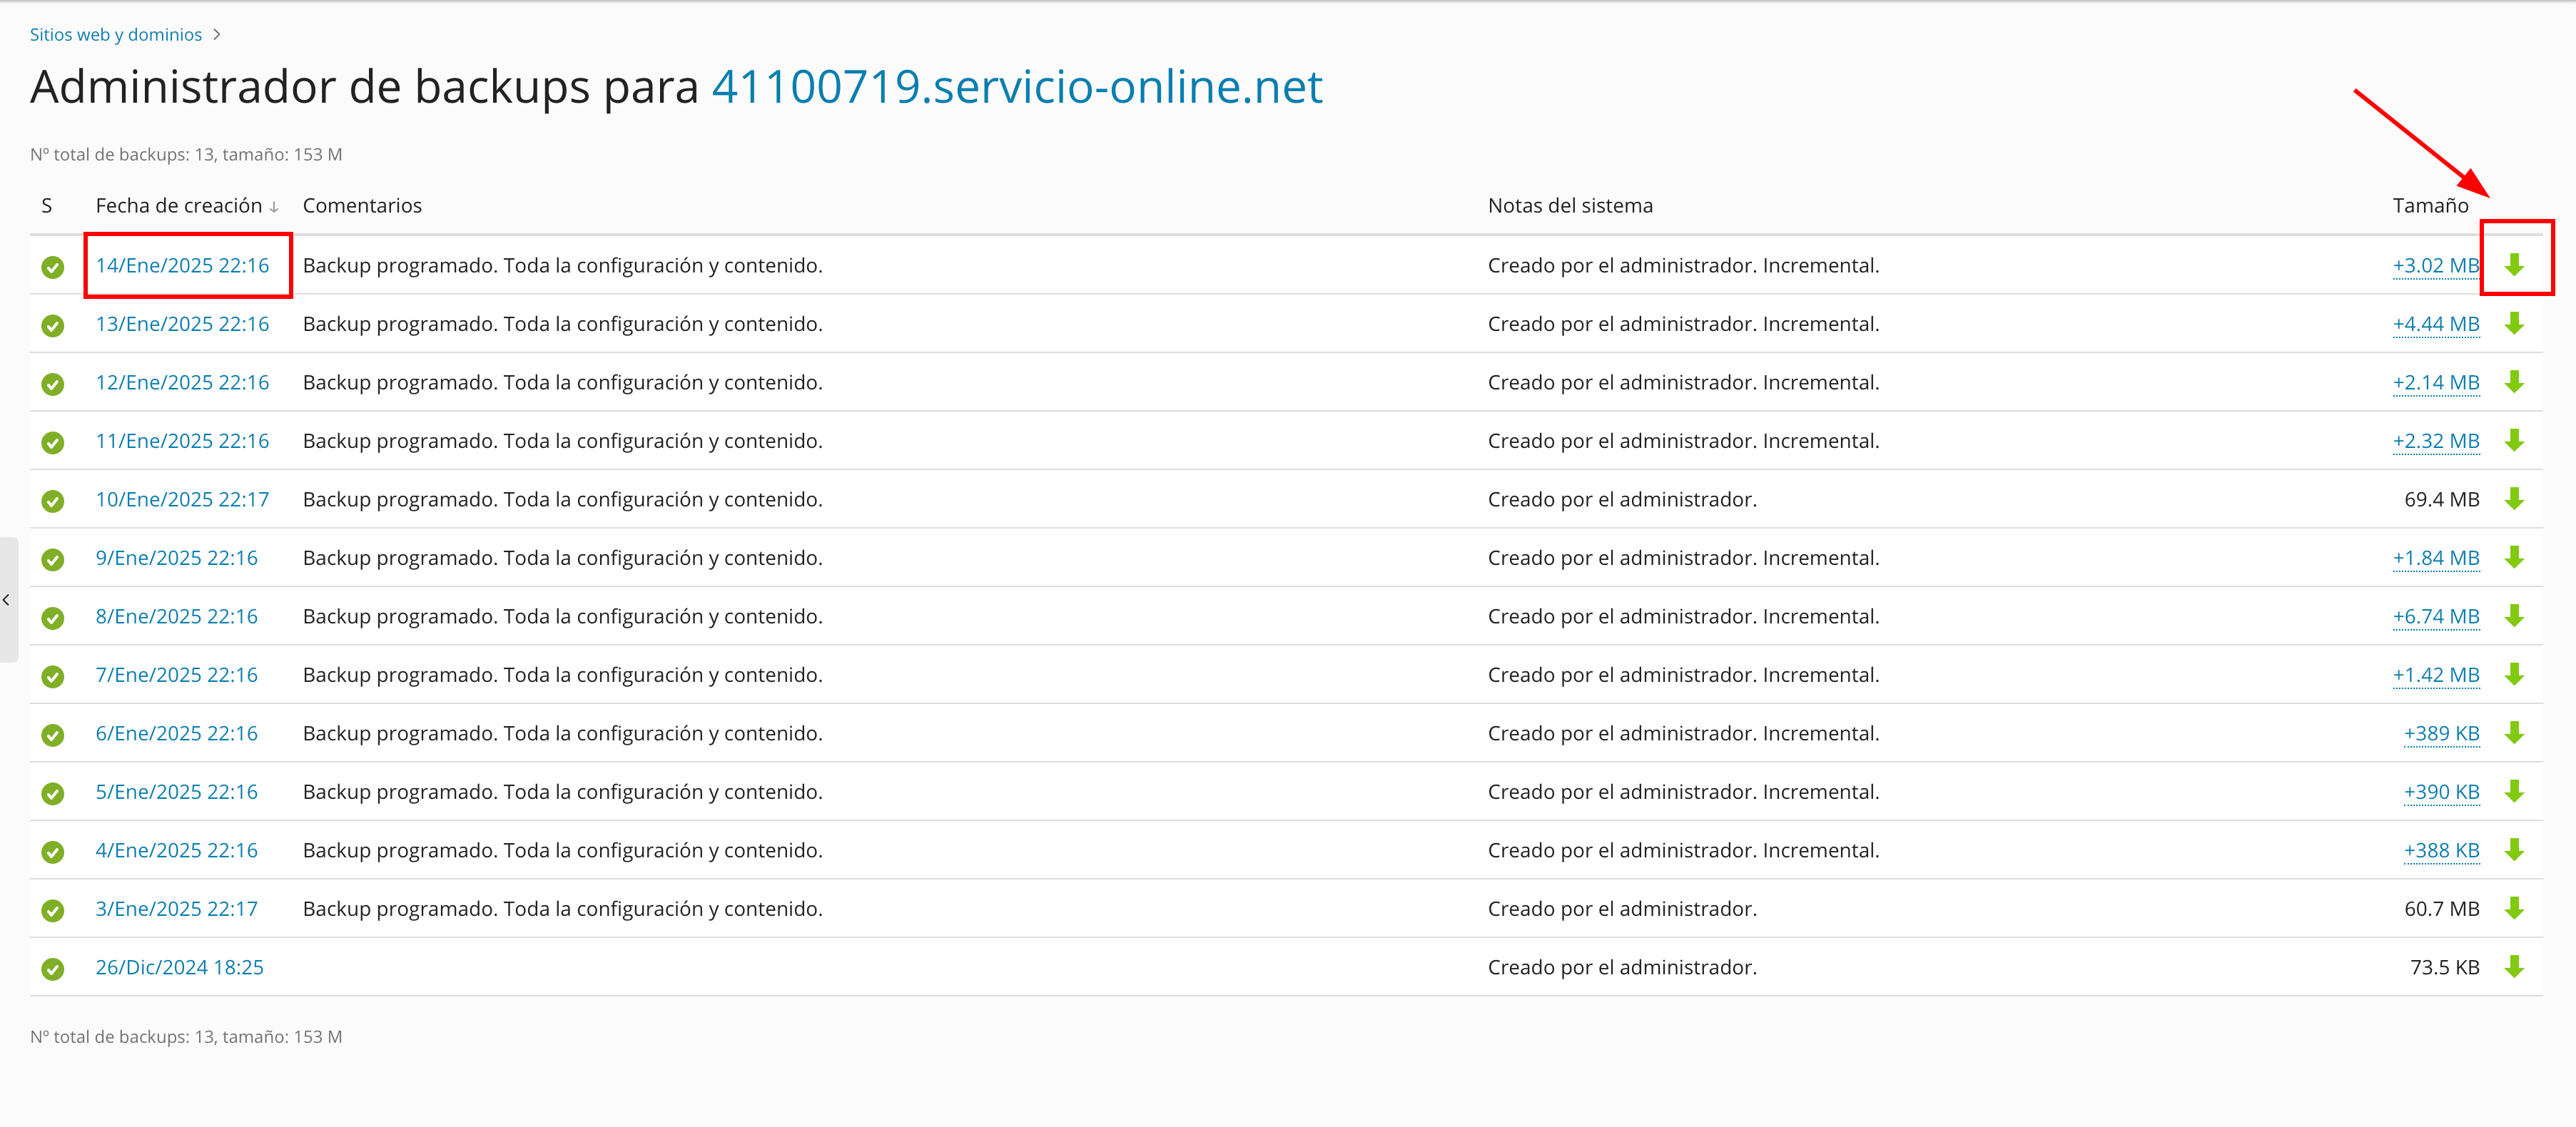 Sitios web y dominios
Administrador de backups para 41100719.servicio-online.net
Nº total de backups: 13, tamaño: 153 M
S Fecha de creación Comentarios Notas del sistema Tamaño
14/Ene/2025 22:16 Backup programado. Toda la configuración y contenido. Creado por el administrador. Incremental. +3.02 MB
13/Ene/2025 22:16 Backup programado. Toda la configuración y contenido. Creado por el administrador. Incremental. +4.44 MB
12/Ene/2025 22:16 Backup programado. Toda la configuración y contenido. Creado por el administrador. Incremental. +2.14 MB
11/Ene/2025 22:16 Backup programado. Toda la configuración y contenido. Creado por el administrador. Incremental. +2.32 MB
10/Ene/2025 22:17 Backup programado. Toda la configuración y contenido. Creado por el administrador. 69.4 MB
9/Ene/2025 22:16 Backup programado. Toda la configuración y contenido. Creado por el administrador. Incremental. +1.84 MB
8/Ene/2025 22:16 Backup programado. Toda la configuración y contenido. Creado por el administrador. Incremental. +6.74 MB
7/Ene/2025 22:16 Backup programado. Toda la configuración y contenido. Creado por el administrador. Incremental. +1.42 MB
6/Ene/2025 22:16 Backup programado. Toda la configuración y contenido. Creado por el administrador. Incremental. +389 KB
5/Ene/2025 22:16 Backup programado. Toda la configuración y contenido. Creado por el administrador. Incremental. +390 KB
4/Ene/2025 22:16 Backup programado. Toda la configuración y contenido. Creado por el administrador. Incremental. +388 KB
3/Ene/2025 22:17 Backup programado. Toda la configuración y contenido. Creado por el administrador. 60.7 MB
26/Dic/2024 18:25 Creado por el administrador. 73.5 KB
Nº total de backups: 13, tamaño: 153 M